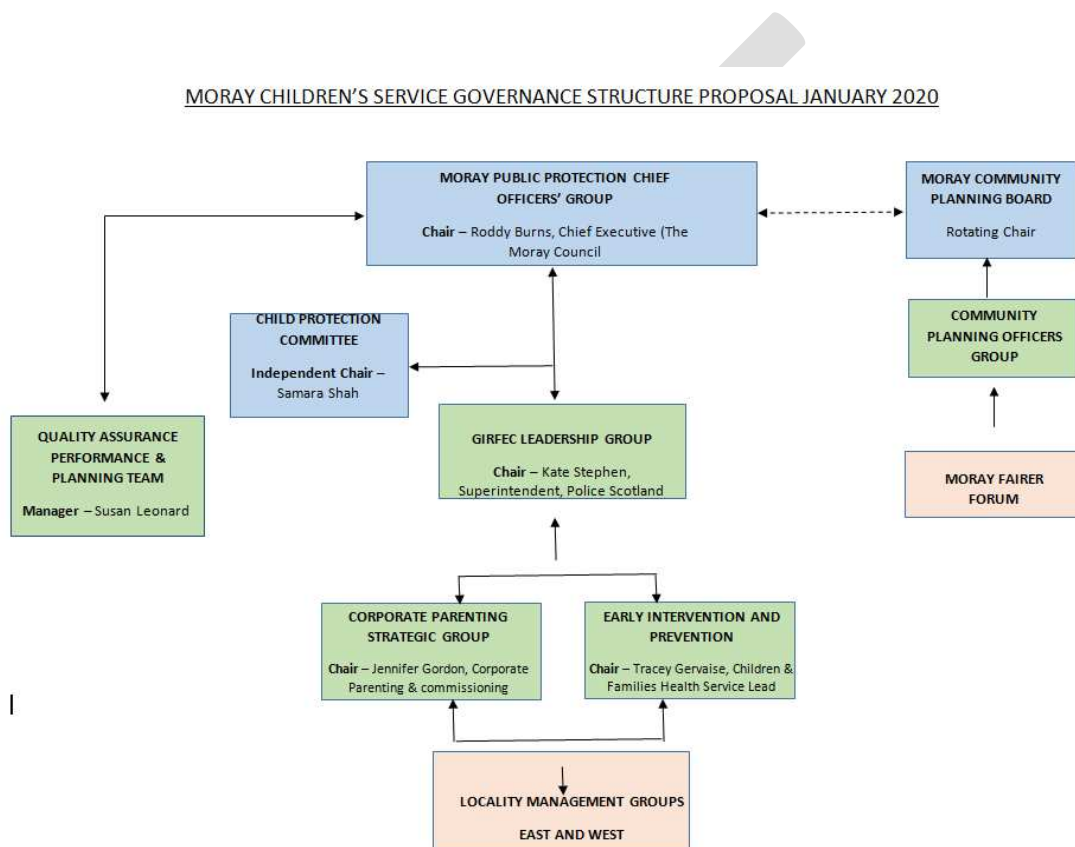 MORAY CHILDREN'S SERVICE GOVERNANCE STRUCTURE PROPOSAL JANUARY 2020
MORAY PUBLIC PROTECTION CHIEF
OFFICERS' GROUP
Chair – Roddy Burns, Chief Executive (The
Moray Council
MORAY COMMUNITY
PLANNING BOARD
Rotating Chair
CHILD PROTECTION
COMMITTEE
Independent Chair –
Samara Shah
COMMUNITY
PLANNING OFFICERS
GROUP
QUALITY ASSURANCE
PERFORMANCE &
PLANNING TEAM
Manager – Susan Leonard
GIRFEC LEADERSHIP GROUP
Chair – Kate Stephen,
Superintendent, Police Scotland
MORAY FAIRER
FORUM
CORPORATE PARENTING
STRATEGIC GROUP
Chair – Jennifer Gordon, Corporate
Parenting & commissioning
EARLY INTERVENTION AND
PREVENTION
Chair – Tracey Gervaise, Children &
Families Health Service Lead
LOCALITY MANAGEMENT GROUPS
EAST AND WEST